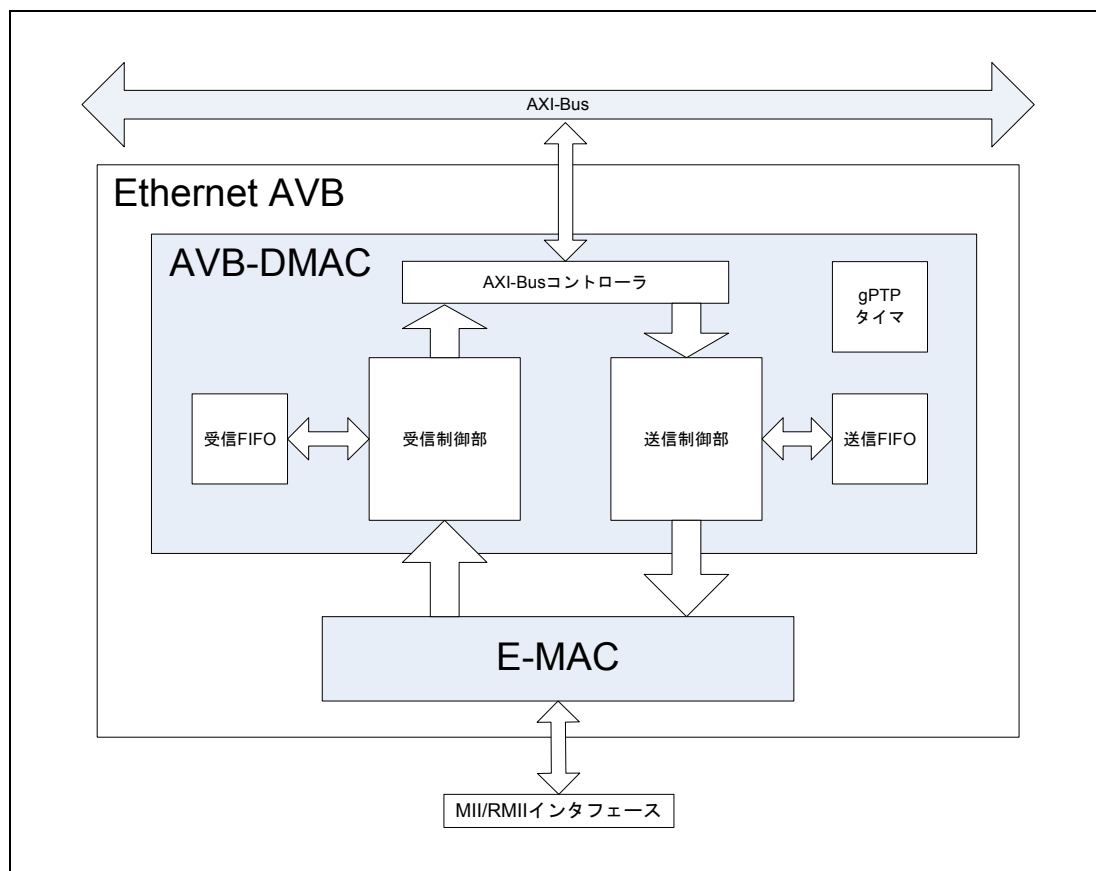 AXI-Bus
Ethernet AVB
AVB-DMAC
AXI-Busコントローラ
gPTP
タイマ
受信FIFO
受信制御部
送信制御部
送信FIFO
E-MAC
MII/RMIIインタフェース